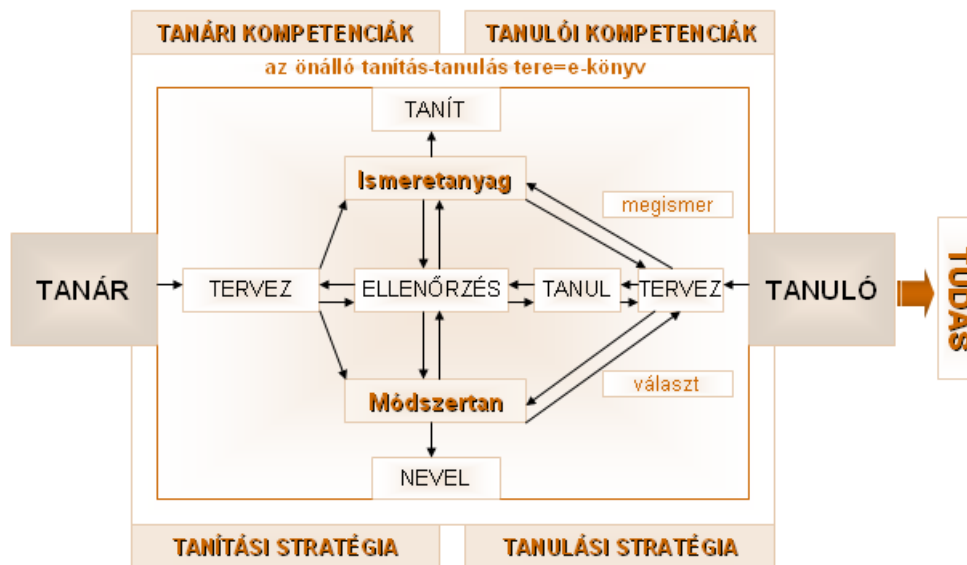 TANÁRI KOMPETENCIÁK
TANULÓI KOMPETENCIÁK
az önálló tanítás-tanulás tere=e-könyv
TANÍT
Ismeretanyag
megismer
TANÁR
TERVEZ
ELLENŐRZÉS
TANUL
TERVEZ
TANULÓ
TUDÁS
választ
Módszertan
NEVEL
TANÍTÁSI STRATÉGIA
TANULÁSI STRATÉGIA